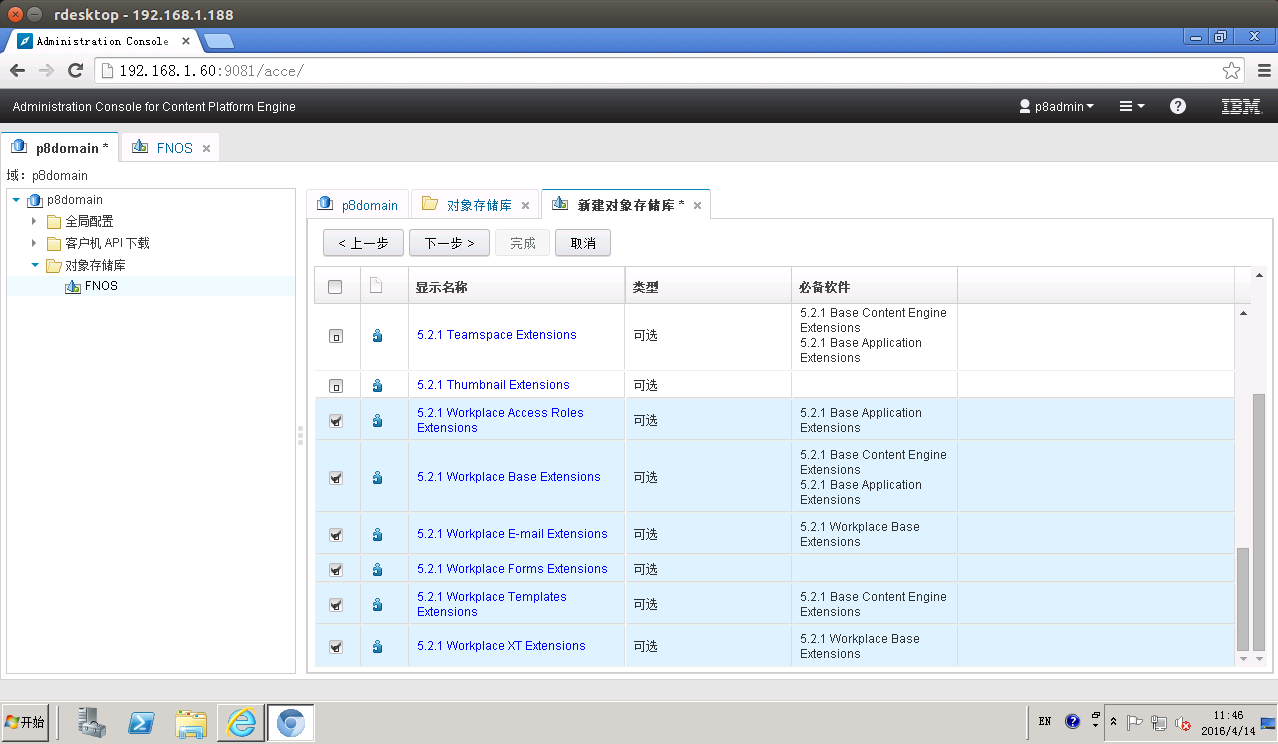 rdesktop - 192.168.1.188
Administration Console
192.168.1.60:9081/acce/
Administration Console for Content Platform Engine
p8admin
IBM
p8domain *
FNOS
域： p8domain
p8domain
全局配置
客户机 API 下载
对象存储库
FNOS
p8domain
对象存储库
新建对象存储库 *
< 上一步
下一步 >
完成
取消
显示名称
类型
必备软件
5.2.1 Teamspace Extensions
可选
5.2.1 Base Content Engine
Extensions
5.2.1 Base Application
Extensions
5.2.1 Thumbnail Extensions
可选
5.2.1 Workplace Access Roles
Extensions
可选
5.2.1 Base Application
Extensions
5.2.1 Workplace Base Extensions
可选
5.2.1 Base Content Engine
Extensions
5.2.1 Base Application
Extensions
5.2.1 Workplace E-mail Extensions
可选
5.2.1 Workplace Base
Extensions
5.2.1 Workplace Forms Extensions
可选
5.2.1 Workplace Templates
Extensions
可选
5.2.1 Base Content Engine
Extensions
5.2.1 Workplace XT Extensions
可选
5.2.1 Workplace Base
Extensions
开始
EN
11:46
2016/4/14